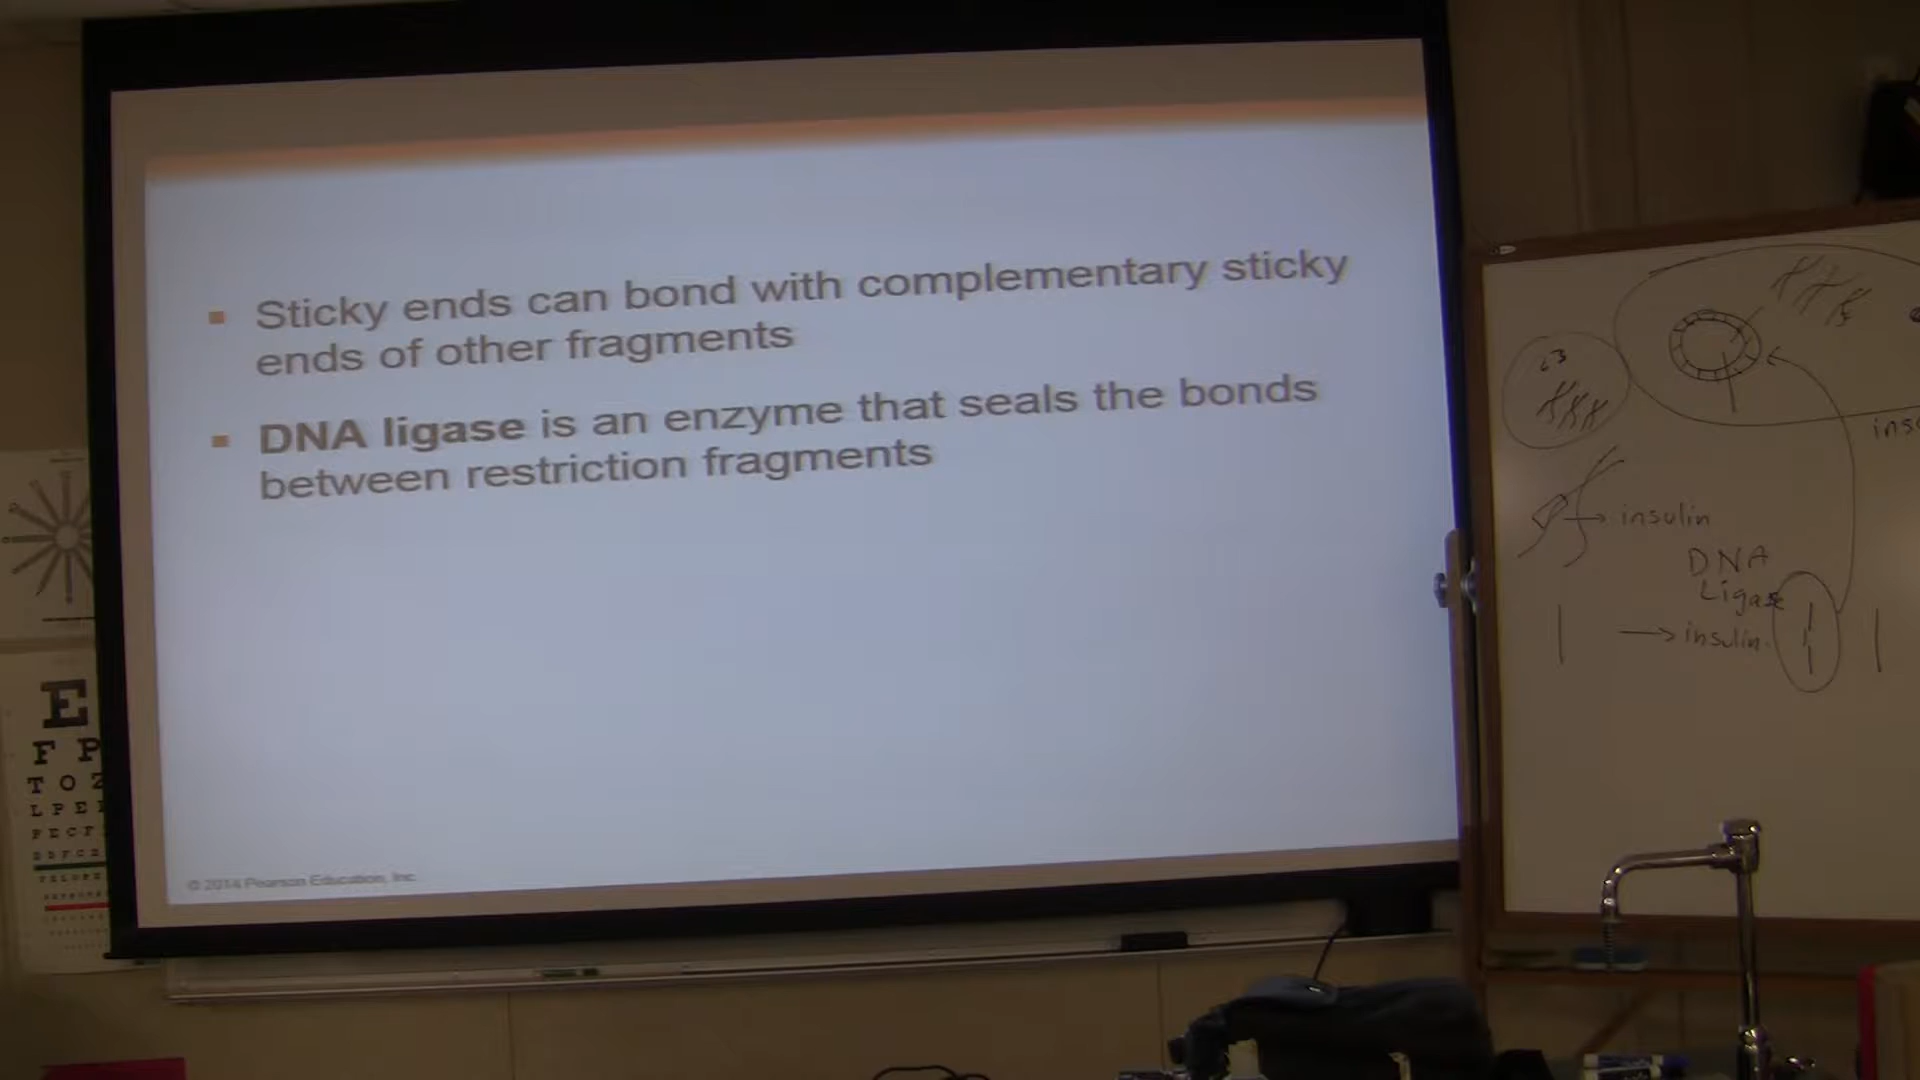 Sticky ends can bond with complementary sticky
ends of other fragments
DNA ligase is an enzyme that seals the bonds
between restriction fragments
© 2014 Pearson Education, Inc.
insulin
DNA
Ligase
insulin
E
F P
T O Z
L P E